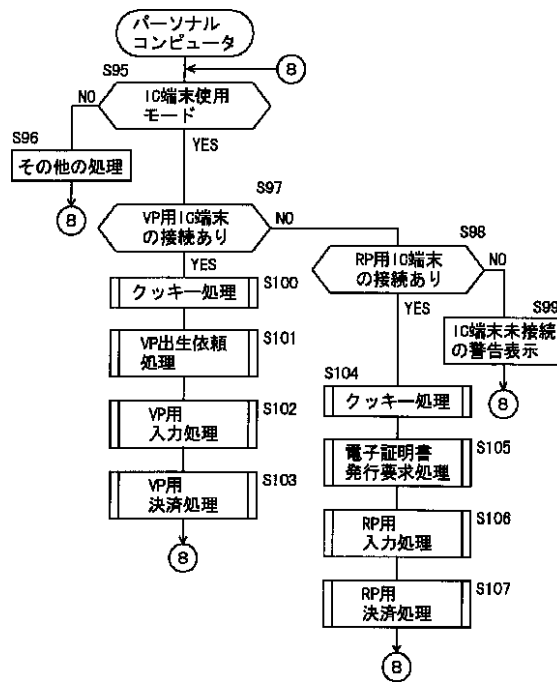 パーソナル
コンピュータ
8
S95
IC端末使用
モード
NO
YES
S96
その他の処理
8
S97
VP用IC端末
の接続あり
NO
YES
S98
RP用IC端末
の接続あり
NO
YES
S99
IC端末未接続
の警告表示
8
S100
クッキー処理
S101
VP出生依頼
処理
S102
VP用
入力処理
S103
VP用
決済処理
8
S104
クッキー処理
S105
電子証明書
発行要求処理
S106
RP用
入力処理
S107
RP用
決済処理
8